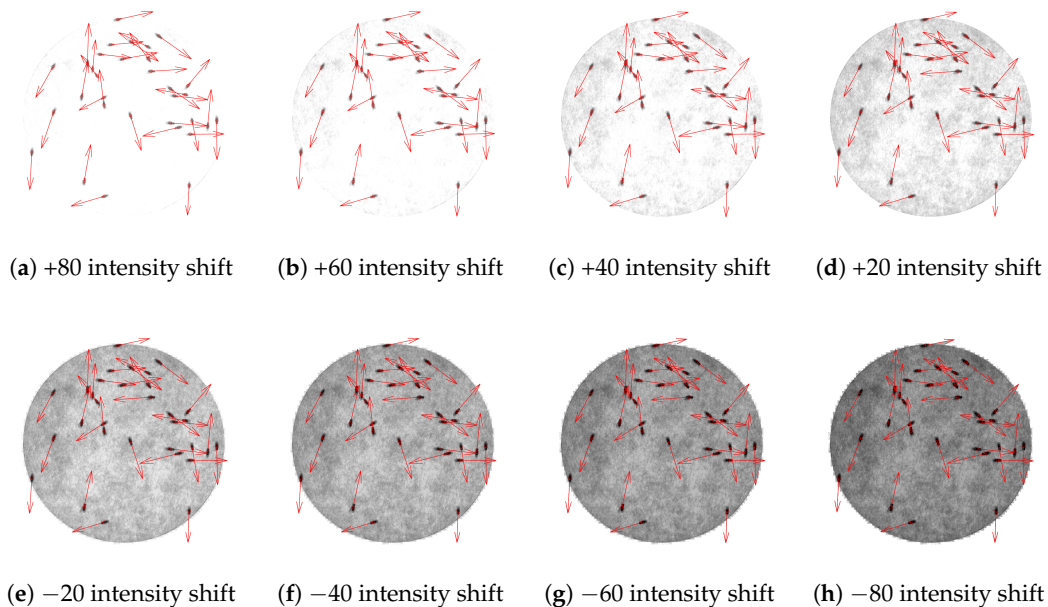 (a) +80 intensity shift
(b) +60 intensity shift
(c) +40 intensity shift
(d) +20 intensity shift
(e) −20 intensity shift
(f) −40 intensity shift
(g) −60 intensity shift
(h) −80 intensity shift